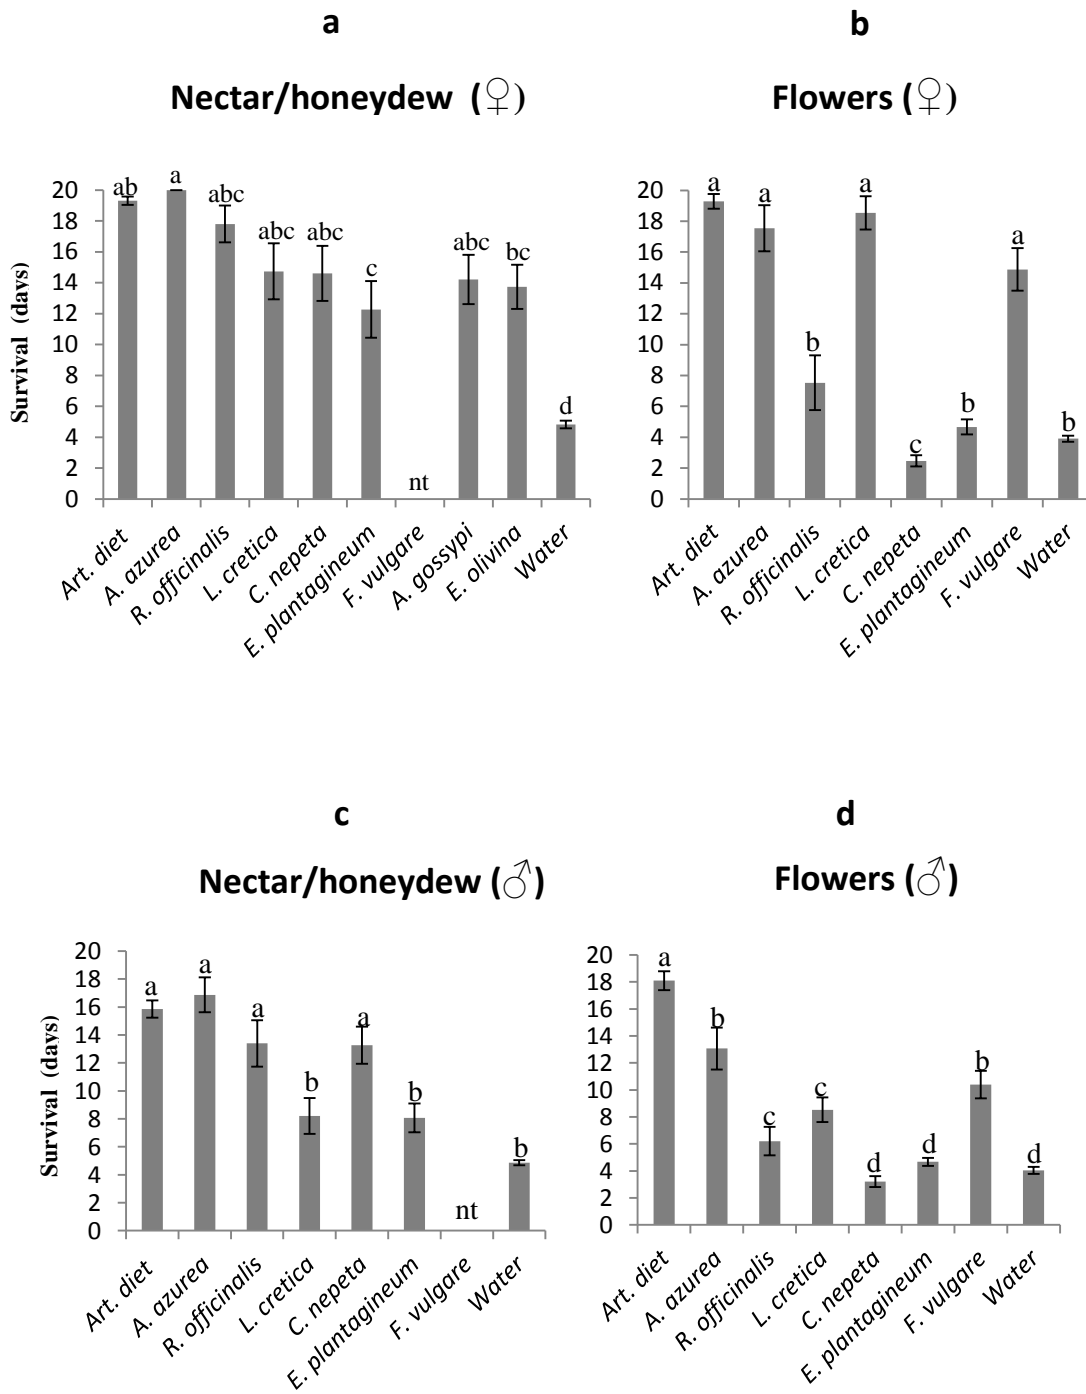 a
Nectar/honeydew (♀)
Survival (days)
20
18
16
14
12
10
8
6
4
2
0
ab
a
abc
abc
abc
c
nt
abc
bc
d
Art. diet
A. azurea
R. officinalis
L. cretica
C. nepeta
E. plantagineum
F. vulgare
A. gossypi
E. olivina
Water
b
Flowers (♀)
20
18
16
14
12
10
8
6
4
2
0
a
a
b
a
c
b
a
b
Art. diet
A. azurea
R. officinalis
L. cretica
C. nepeta
E. plantagineum
F. vulgare
Water
c
Nectar/honeydew (♂)
Survival (days)
20
18
16
14
12
10
8
6
4
2
0
a
a
a
b
a
b
nt
b
Art. diet
A. azurea
R. officinalis
L. cretica
C. nepeta
E. plantagineum
F. vulgare
Water
d
Flowers (♂)
20
18
16
14
12
10
8
6
4
2
0
a
b
c
c
d
d
b
d
Art. diet
A. azurea
R. officinalis
L. cretica
C. nepeta
E. plantagineum
F. vulgare
Water